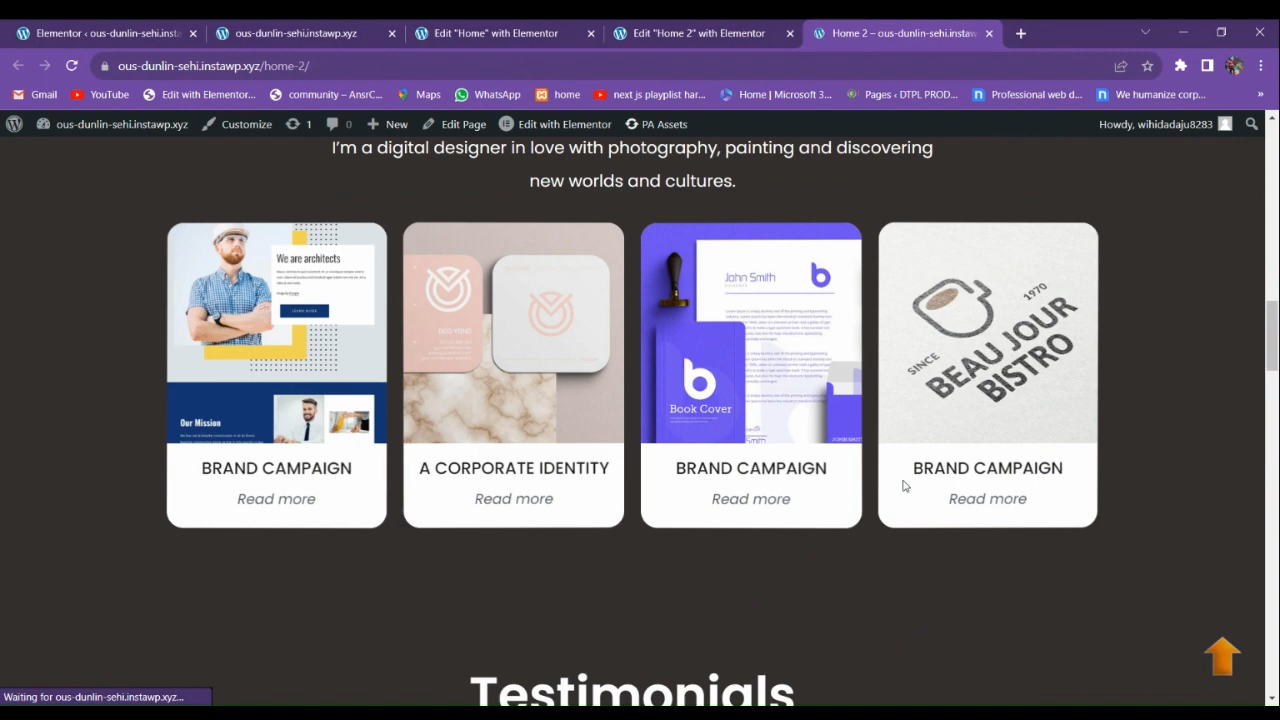 Elementor ‹ ous-dunlin-sehi.insta
ous-dunlin-sehi.instawp.xyz
Edit "Home" with Elementor
Edit "Home 2" with Elementor
Home 2 – ous-dunlin-sehi.instaw
ous-dunlin-sehi.instawp.xyz/home-2/
Gmail
YouTube
Edit with Elementor...
community – AnsrC...
Maps
WhatsApp
home
next js playlist har...
Home | Microsoft 3...
Pages ‹ DTPL PROD...
Professional web d...
We humanize corp...
»
ous-dunlin-sehi.instawp.xyz
Customize
1
0
New
Edit Page
Edit with Elementor
PA Assets
Howdy, wihidadaju8283
I'm a digital designer in love with photography, painting and discovering
new worlds and cultures.
We are architects
Our Mission
John Smith
b
b
Book Cover
SINCE
1970
BEAU JOUR
BISTRO
BRAND CAMPAIGN
Read more
A CORPORATE IDENTITY
Read more
BRAND CAMPAIGN
Read more
BRAND CAMPAIGN
Read more
Testimonials
Waiting for ous-dunlin-sehi.instawp.xyz...